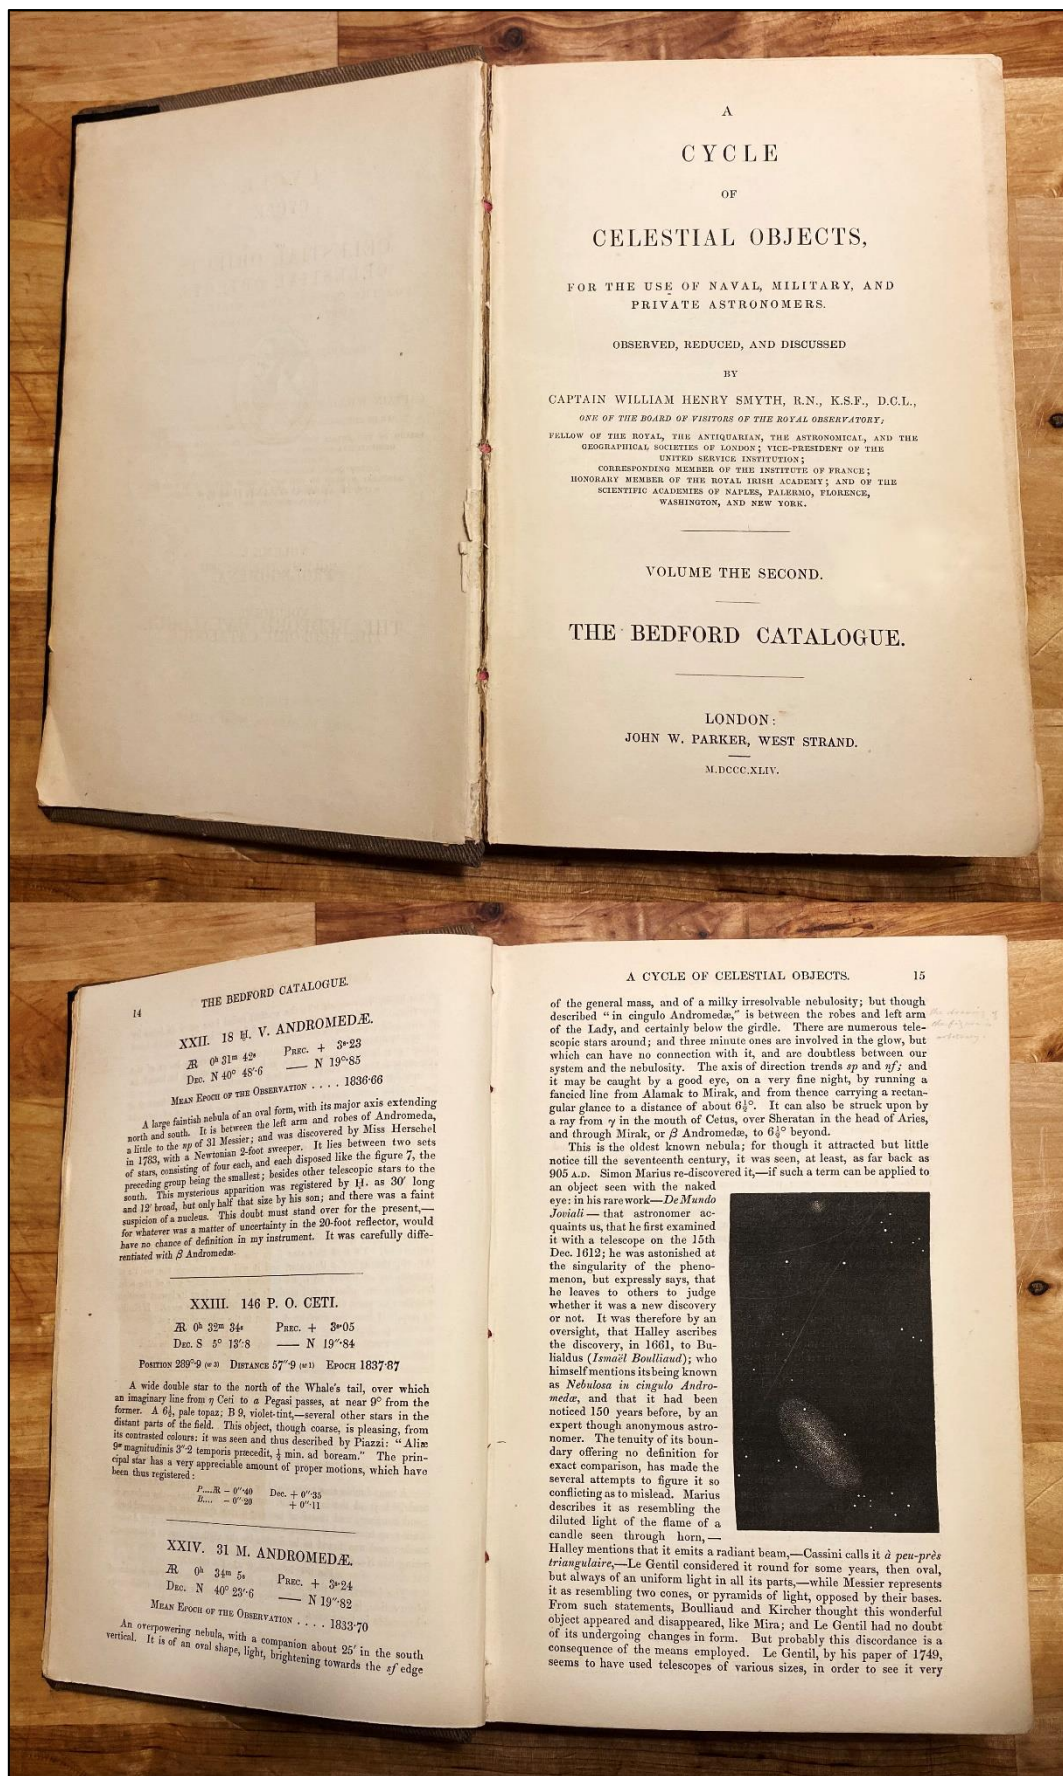 A
CYCLE
OF
CELESTIAL OBJECTS,
FOR THE USE OF NAVAL, MILITARY, AND
PRIVATE ASTRONOMERS.
OBSERVED, REDUCED, AND DISCUSSED
BY
CAPTAIN WILLIAM HENRY SMYTH, R.N., K.S.F., D.C.L.,
ONE OF THE BOARD OF VISITORS OF THE ROYAL OBSERVATORY;
FELLOW OF THE ROYAL, THE ANTIQUARIAN, THE ASTRONOMICAL, AND THE
GEOGRAPHICAL SOCIETIES OF LONDON; VICE-PRESIDENT OF THE
UNITED SERVICE INSTITUTION;
CORRESPONDING MEMBER OF THE INSTITUTE OF FRANCE;
HONORARY MEMBER OF THE ROYAL IRISH ACADEMY; AND OF THE
SCIENTIFIC ACADEMIES OF NAPLES, PALERMO, FLORENCE,
WASHINGTON, AND NEW YORK.
VOLUME THE SECOND.
THE BEDFORD CATALOGUE.
LONDON:
JOHN W. PARKER, WEST STRAND.
M.DCCC.XLIV.
14 THE BEDFORD CATALOGUE.
XXII. 18 Ḥ. V. ANDROMEDÆ.
ÆR 0ʰ 31ᵐ 42ˢ PREC. + 3ˢ·23
DEC. N 40° 48′·6 —— N 19″·85
MEAN EPOCH OF THE OBSERVATION . . . . 1836·66
A large faintish nebula of an oval form, with its major axis extending
north and south. It is between the left arm and robes of Andromeda,
a little to the np of 31 Messier; and was discovered by Miss Herschel
in 1783, with a Newtonian 2-foot sweeper. It lies between two sets
of stars, consisting of four each, and each disposed like the figure 7, the
preceding group being the smallest; besides other telescopic stars to the
south. This mysterious apparition was registered by Ḥ. as 30′ long
and 12′ broad, but only half that size by his son; and there was a faint
suspicion of a nucleus. This doubt must stand over for the present,—
for whatever was a matter of uncertainty in the 20-foot reflector, would
have no chance of definition in my instrument. It was carefully diffe-
rentiated with β Andromedæ.
XXIII. 146 P. O. CETI.
ÆR 0ʰ 32ᵐ 34ˢ PREC. + 3ˢ·05
DEC. S 5° 13′·8 —— N 19″·84
POSITION 289°·9 (w 3) DISTANCE 57″·9 (w 1) EPOCH 1837·87
A wide double star to the north of the Whale's tail, over which
an imaginary line from η Ceti to α Pegasi passes, at near 9° from the
former. A 6½, pale topaz; B 9, violet-tint,—several other stars in the
distant parts of the field. This object, though coarse, is pleasing, from
its contrasted colours: it was seen and thus described by Piazzi: "Aliæ
9æ magnitudinis 3″·2 temporis præcedit, ½ min. ad boream." The prin-
cipal star has a very appreciable amount of proper motions, which have
been thus registered:
P....ÆR – 0″·40 Dec. + 0″·35
B.... – 0″·20 + 0″·11
XXIV. 31 M. ANDROMEDÆ.
ÆR 0ʰ 34ᵐ 5ˢ PREC. + 3ˢ·24
DEC. N 40° 23′·6 —— N 19″·82
MEAN EPOCH OF THE OBSERVATION . . . . 1833·70
An overpowering nebula, with a companion about 25′ in the south
vertical. It is of an oval shape, light, brightening towards the sf edge
A CYCLE OF CELESTIAL OBJECTS. 15
of the general mass, and of a milky irresolvable nebulosity; but though
described "in cingulo Andromedæ," is between the robes and left arm
of the Lady, and certainly below the girdle. There are numerous tele-
scopic stars around; and three minute ones are involved in the glow, but
which can have no connection with it, and are doubtless between our
system and the nebulosity. The axis of direction trends sp and nf; and
it may be caught by a good eye, on a very fine night, by running a
fancied line from Alamak to Mirak, and from thence carrying a rectan-
gular glance to a distance of about 6½°. It can also be struck upon by
a ray from γ in the mouth of Cetus, over Sheratan in the head of Aries,
and through Mirak, or β Andromedæ, to 6½° beyond.
This is the oldest known nebula; for though it attracted but little
notice till the seventeenth century, it was seen, at least, as far back as
905 A.D. Simon Marius re-discovered it,—if such a term can be applied to
an object seen with the naked
eye: in his rare work—De Mundo
Joviali — that astronomer ac-
quaints us, that he first examined
it with a telescope on the 15th
Dec. 1612; he was astonished at
the singularity of the pheno-
menon, but expressly says, that
he leaves to others to judge
whether it was a new discovery
or not. It was therefore by an
oversight, that Halley ascribes
the discovery, in 1661, to Bu-
lialdus (Ismaël Boulliaud); who
himself mentions its being known
as Nebulosa in cingulo Andro-
medæ, and that it had been
noticed 150 years before, by an
expert though anonymous astro-
nomer. The tenuity of its boun-
dary offering no definition for
exact comparison, has made the
several attempts to figure it so
conflicting as to mislead. Marius
describes it as resembling the
diluted light of the flame of a
candle seen through horn, —
Halley mentions that it emits a radiant beam,—Cassini calls it à peu-près
triangulaire,—Le Gentil considered it round for some years, then oval,
but always of an uniform light in all its parts,—while Messier represents
it as resembling two cones, or pyramids of light, opposed by their bases.
From such statements, Boulliaud and Kircher thought this wonderful
object appeared and disappeared, like Mira; and Le Gentil had no doubt
of its undergoing changes in form. But probably this discordance is a
consequence of the means employed. Le Gentil, by his paper of 1749,
seems to have used telescopes of various sizes, in order to see it very